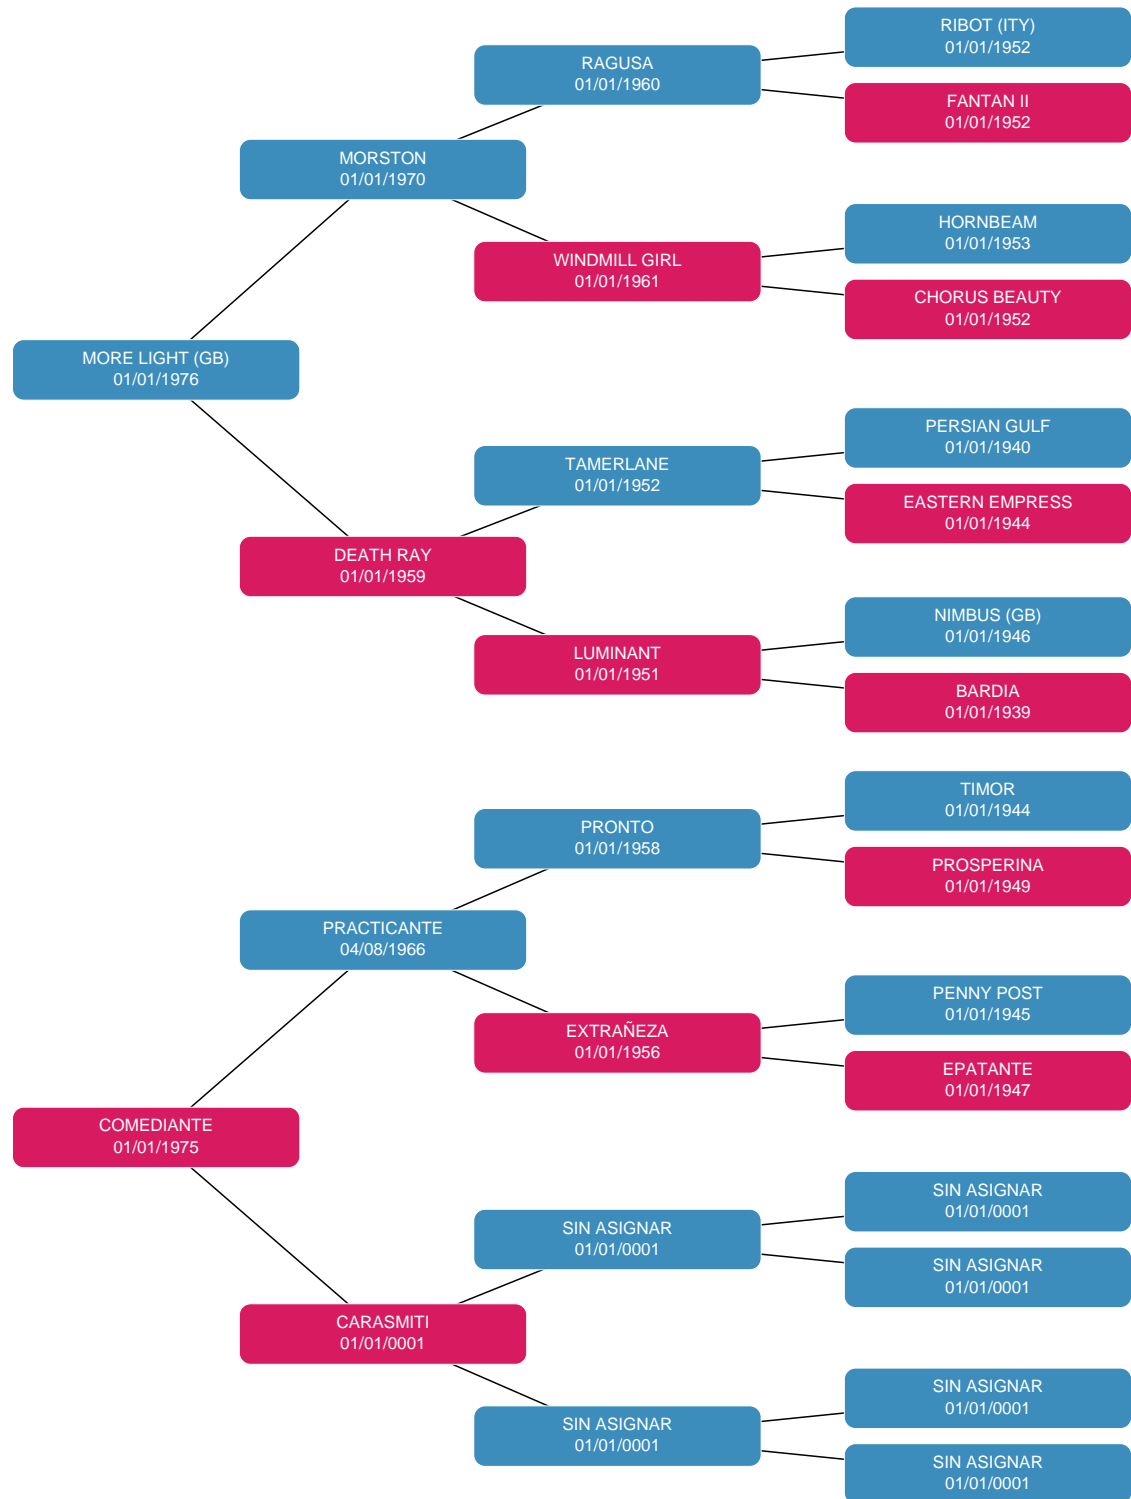 RIBOT (ITY)
01/01/1952
RAGUSA
01/01/1960
FANTAN II
01/01/1952
MORSTON
01/01/1970
HORNBEAM
01/01/1953
WINDMILL GIRL
01/01/1961
CHORUS BEAUTY
01/01/1952
MORE LIGHT (GB)
01/01/1976
PERSIAN GULF
01/01/1940
TAMERLANE
01/01/1952
EASTERN EMPRESS
01/01/1944
DEATH RAY
01/01/1959
NIMBUS (GB)
01/01/1946
LUMINANT
01/01/1951
BARDIA
01/01/1939
TIMOR
01/01/1944
PRONTO
01/01/1958
PROSPERINA
01/01/1949
PRACTICANTE
04/08/1966
PENNY POST
01/01/1945
EXTRAÑEZA
01/01/1956
EPATANTE
01/01/1947
COMEDIANTE
01/01/1975
SIN ASIGNAR
01/01/0001
SIN ASIGNAR
01/01/0001
SIN ASIGNAR
01/01/0001
CARASMITI
01/01/0001
SIN ASIGNAR
01/01/0001
SIN ASIGNAR
01/01/0001
SIN ASIGNAR
01/01/0001